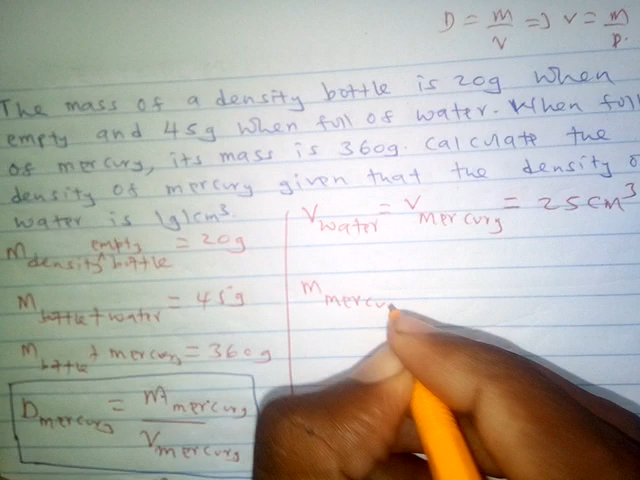 D = m/v => v = m/D.
The mass of a density bottle is 20g when
empty and 45g when full of water. When full
of mercury, its mass is 360g. Calculate the
density of mercury given that the density o
water is 1g/cm³.
M empty density bottle = 20g
M bottle + water = 45g
M bottle + mercury = 360g
D mercury = M mercury / V mercury
V water = V mercury = 25cm³
M mercu